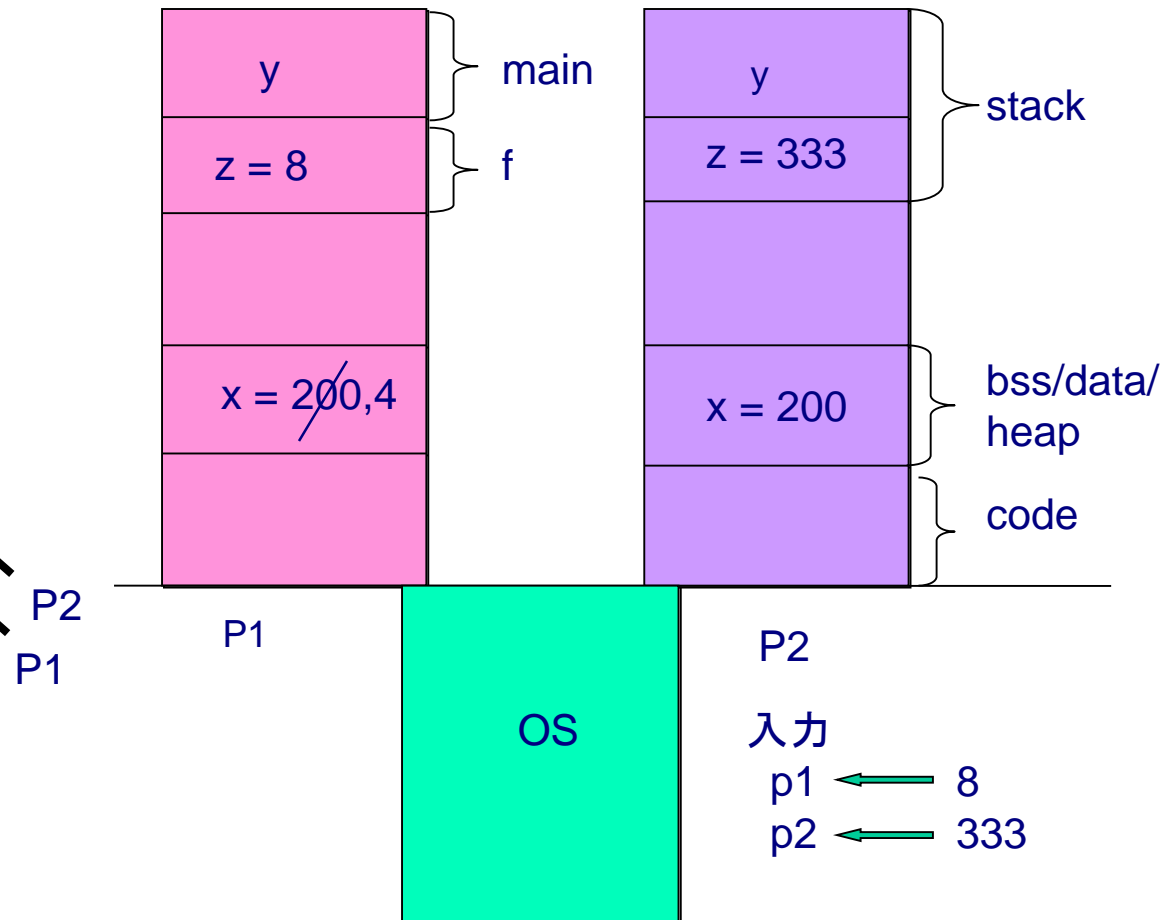 y
main
y
stack
z = 8
f
z = 333
x = 200,4
x = 200
bss/data/
heap
code
P2
P1
P1
P2
OS
入力
p1
8
p2
333